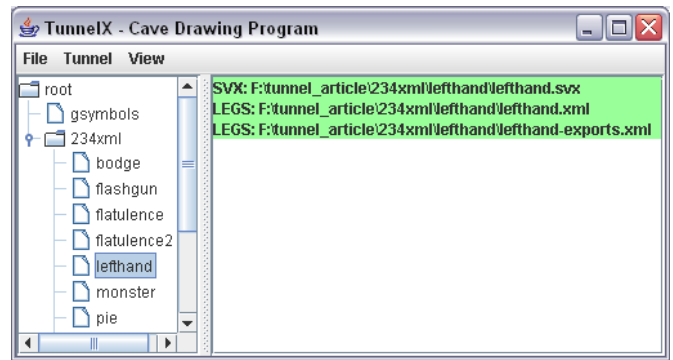 TunnelX - Cave Drawing Program
File Tunnel View
root
gsymbols
234xml
bodge
flashgun
flatulence
flatulence2
lefthand
monster
pie
SVX: F:\tunnel_article\234xml\lefthand\lefthand.svx
LEGS: F:\tunnel_article\234xml\lefthand\lefthand.xml
LEGS: F:\tunnel_article\234xml\lefthand\lefthand-exports.xml